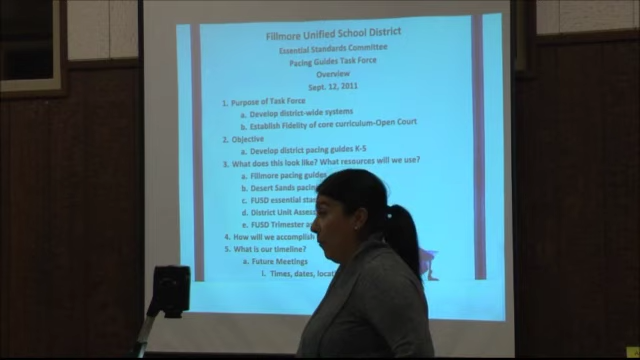 Fillmore Unified School District
Essential Standards Committee
Pacing Guides Task Force
Overview
Sept. 12, 2011
1. Purpose of Task Force
a. Develop district-wide systems
b. Establish Fidelity of core curriculum-Open Court
2. Objective
a. Develop district pacing guides K-5
3. What does this look like? What resources will we use?
a. Fillmore pacing guides
b. Desert Sands pacing
c. FUSD essential
d. District Unit
e. FUSD Trimester
4. How will we accomplish
5. What is our timeline?
a. Future Meetings
i. Times, dates,